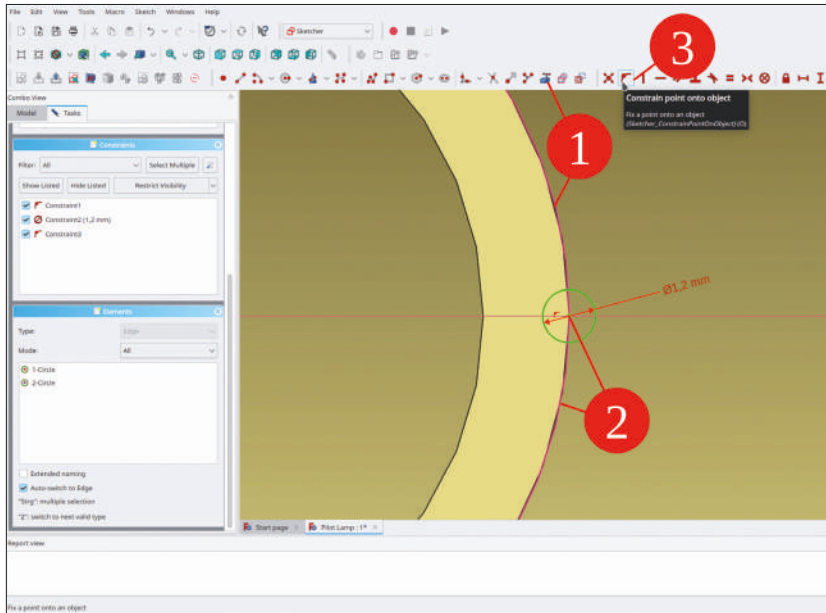 File Edit View Tools Macro Sketch Windows Help
Sketcher
3
Constrain point onto object
Fix a point onto an object
(Sketcher_ConstrainPointOnObject) (O)
Combo View
Model Tasks
Constraints
Filter: All Select Multiple
Show Listed Hide Listed Restrict Visibility
Constraint1
Constraint2 (1,2 mm)
Constraint3
1
Ø1,2 mm
Elements
Type: Edge
Mode: All
1-Circle
2-Circle
2
Extended naming
Auto-switch to Edge
"Strg": multiple selection
"Z": switch to next valid type
Start page Pilot Lamp : 1*
Report view
Fix a point onto an object